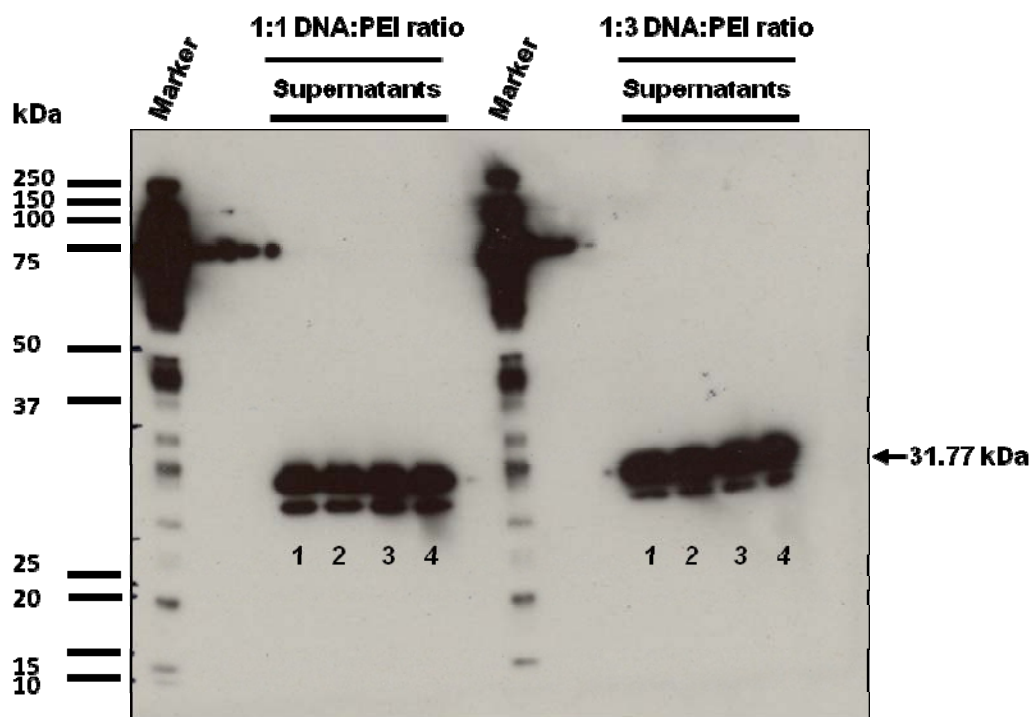 1:1 DNA:PEI ratio
1:3 DNA:PEI ratio
Marker
Supernatants
Marker
Supernatants
kDa
250
150
100
75
50
37
25
20
15
10
31.77 kDa
1 2 3 4
1 2 3 4